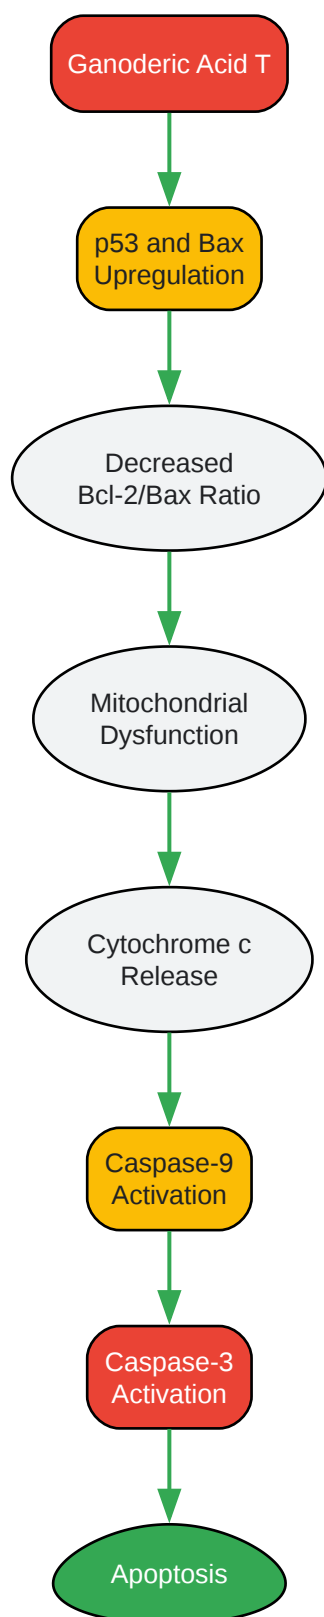 Ganoderic Acid T
p53 and Bax
Upregulation
Decreased
Bcl-2/Bax Ratio
Mitochondrial
Dysfunction
Cytochrome c
Release
Caspase-9
Activation
Caspase-3
Activation
Apoptosis